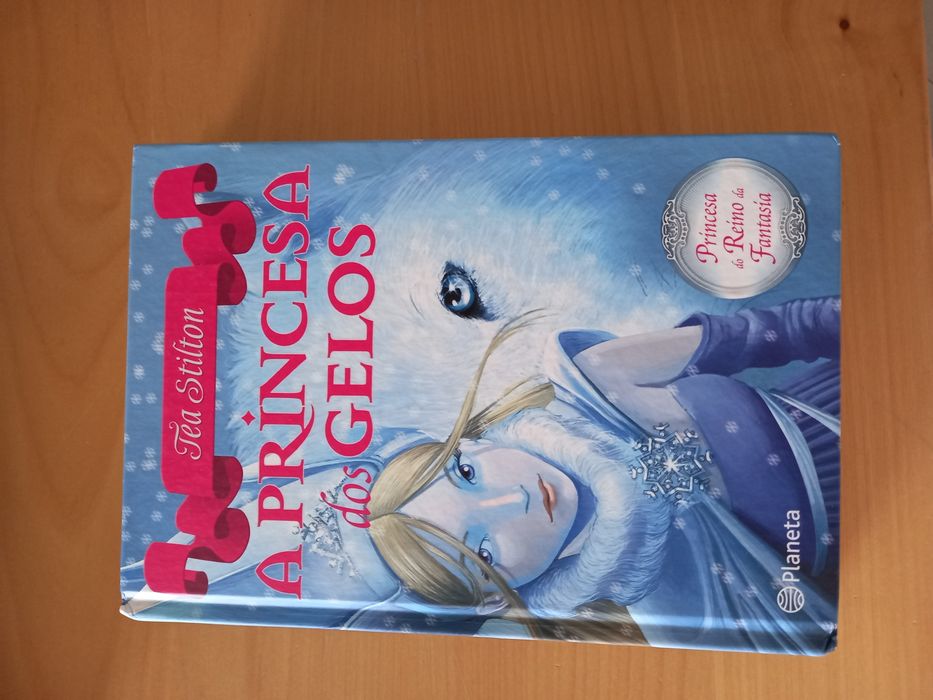 Tea Stilton
A PRINCESA
dos GELOS
Princesa
do Reino da
Fantasia
Planeta